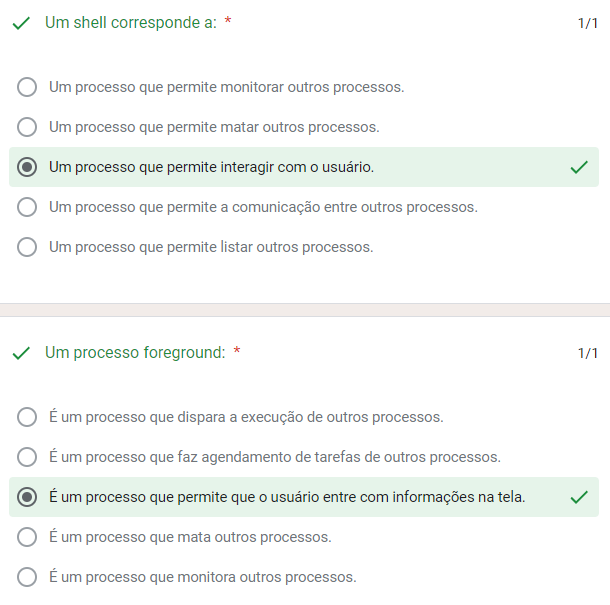 Um shell corresponde a: *
1/1
Um processo que permite monitorar outros processos.
Um processo que permite matar outros processos.
Um processo que permite interagir com o usuário.
Um processo que permite a comunicação entre outros processos.
Um processo que permite listar outros processos.
Um processo foreground: *
1/1
É um processo que dispara a execução de outros processos.
É um processo que faz agendamento de tarefas de outros processos.
É um processo que permite que o usuário entre com informações na tela.
É um processo que mata outros processos.
É um processo que monitora outros processos.